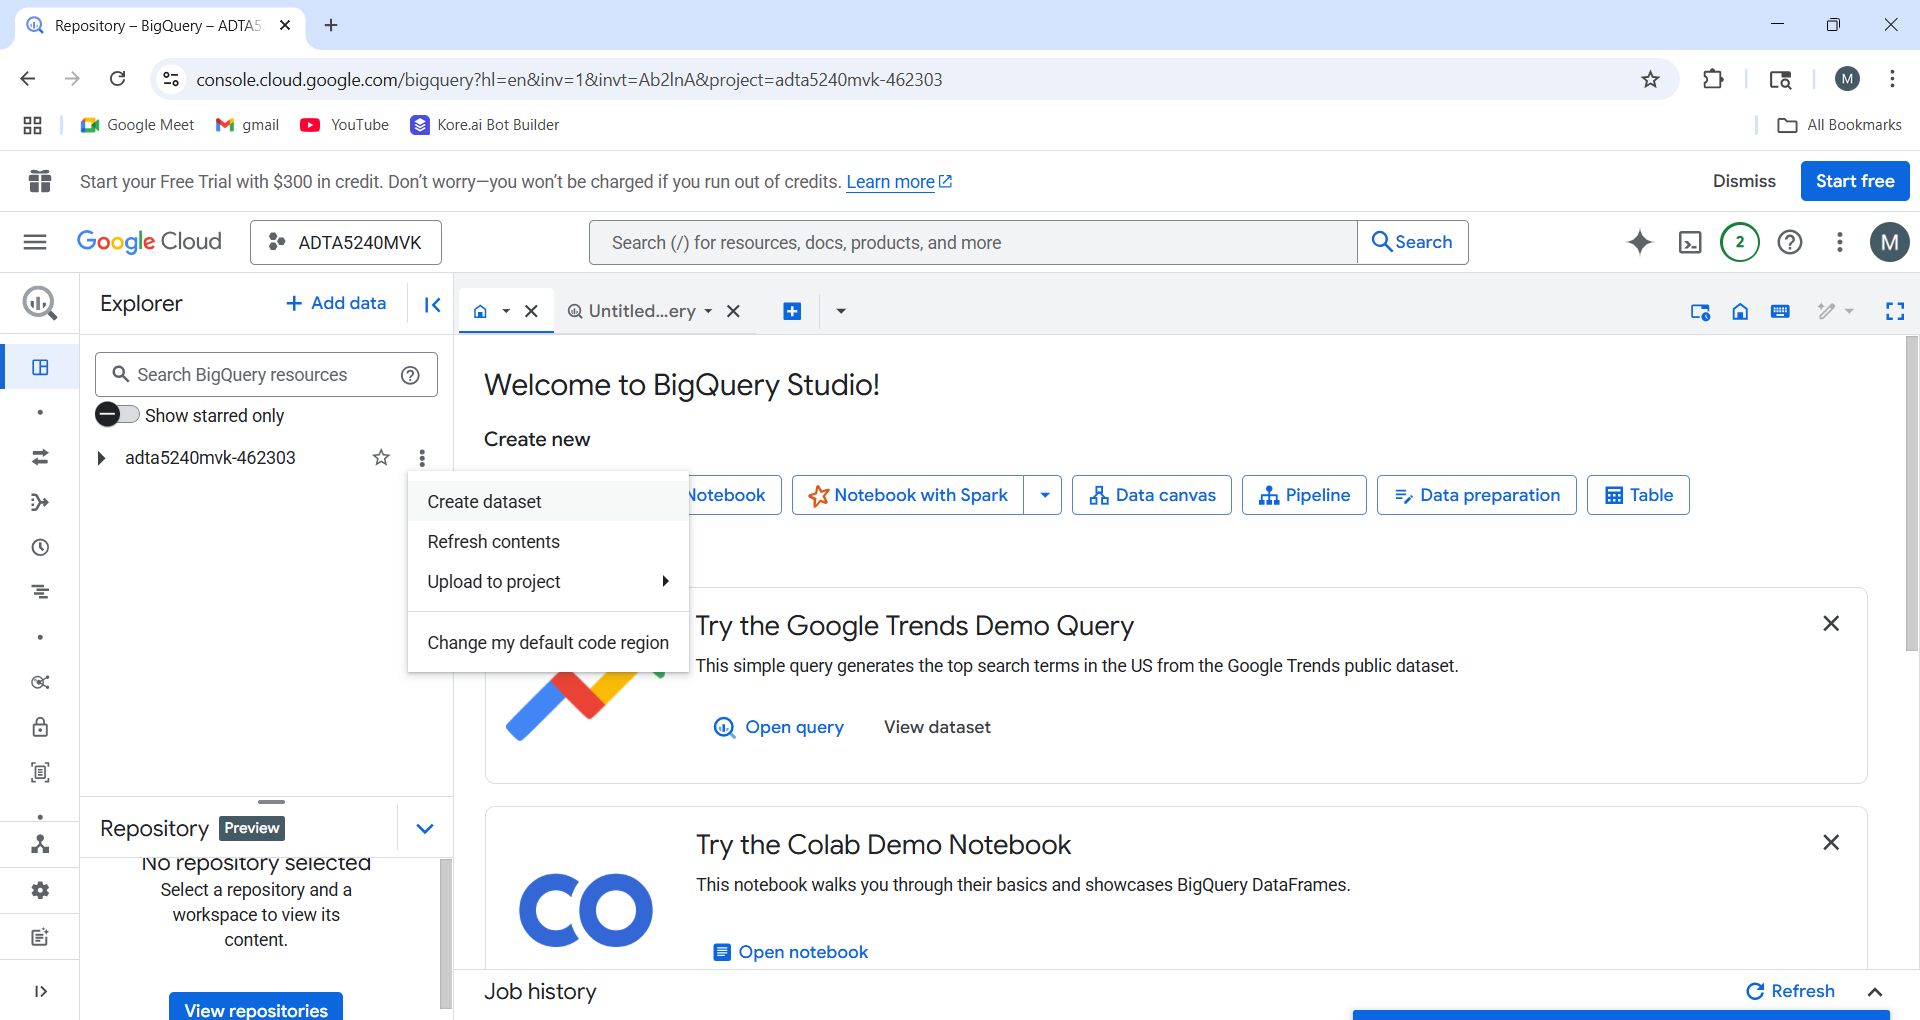 Repository – BigQuery – ADTA5
console.cloud.google.com/bigquery?hl=en&inv=1&invt=Ab2lnA&project=adta5240mvk-462303
M
Google Meet
gmail
YouTube
Kore.ai Bot Builder
All Bookmarks
Start your Free Trial with $300 in credit. Don’t worry—you won’t be charged if you run out of credits. Learn more
Dismiss
Start free
Google Cloud
ADTA5240MVK
Search (/) for resources, docs, products, and more
Search
2
M
Explorer
+ Add data
Untitled...ery
Search BigQuery resources
Show starred only
adta5240mvk-462303
Create dataset
Refresh contents
Upload to project
Change my default code region
Welcome to BigQuery Studio!
Create new
Notebook
Notebook with Spark
Data canvas
Pipeline
Data preparation
Table
Try the Google Trends Demo Query
This simple query generates the top search terms in the US from the Google Trends public dataset.
Open query
View dataset
Repository
Preview
No repository selected
Select a repository and a
workspace to view its
content.
View repositories
Try the Colab Demo Notebook
This notebook walks you through their basics and showcases BigQuery DataFrames.
Open notebook
Job history
Refresh